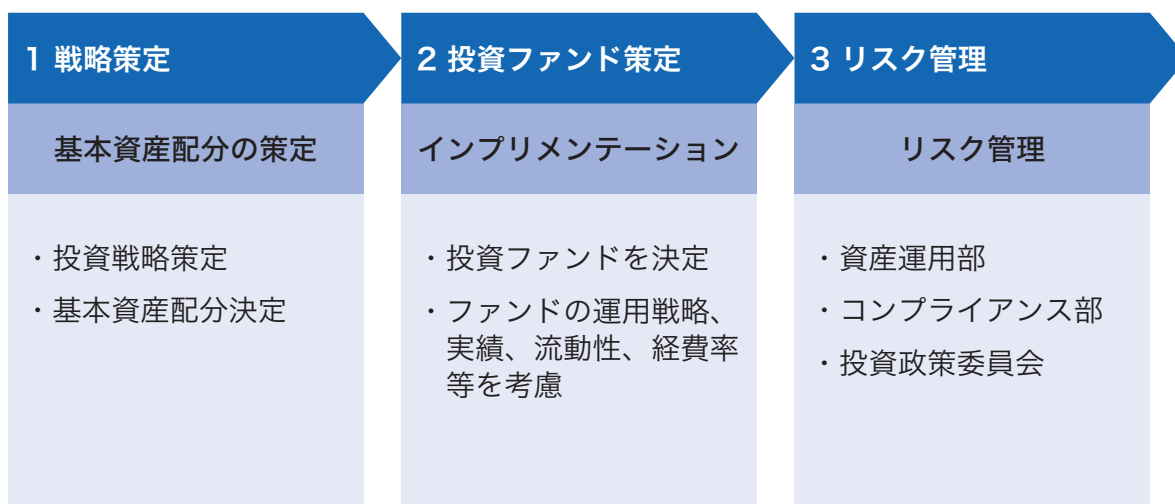 1 戦略策定
基本資産配分の策定
・投資戦略策定
・基本資産配分決定
2 投資ファンド策定
インプリメンテーション
・投資ファンドを決定
・ファンドの運用戦略、
実績、流動性、経費率
等を考慮
3 リスク管理
リスク管理
・資産運用部
・コンプライアンス部
・投資政策委員会